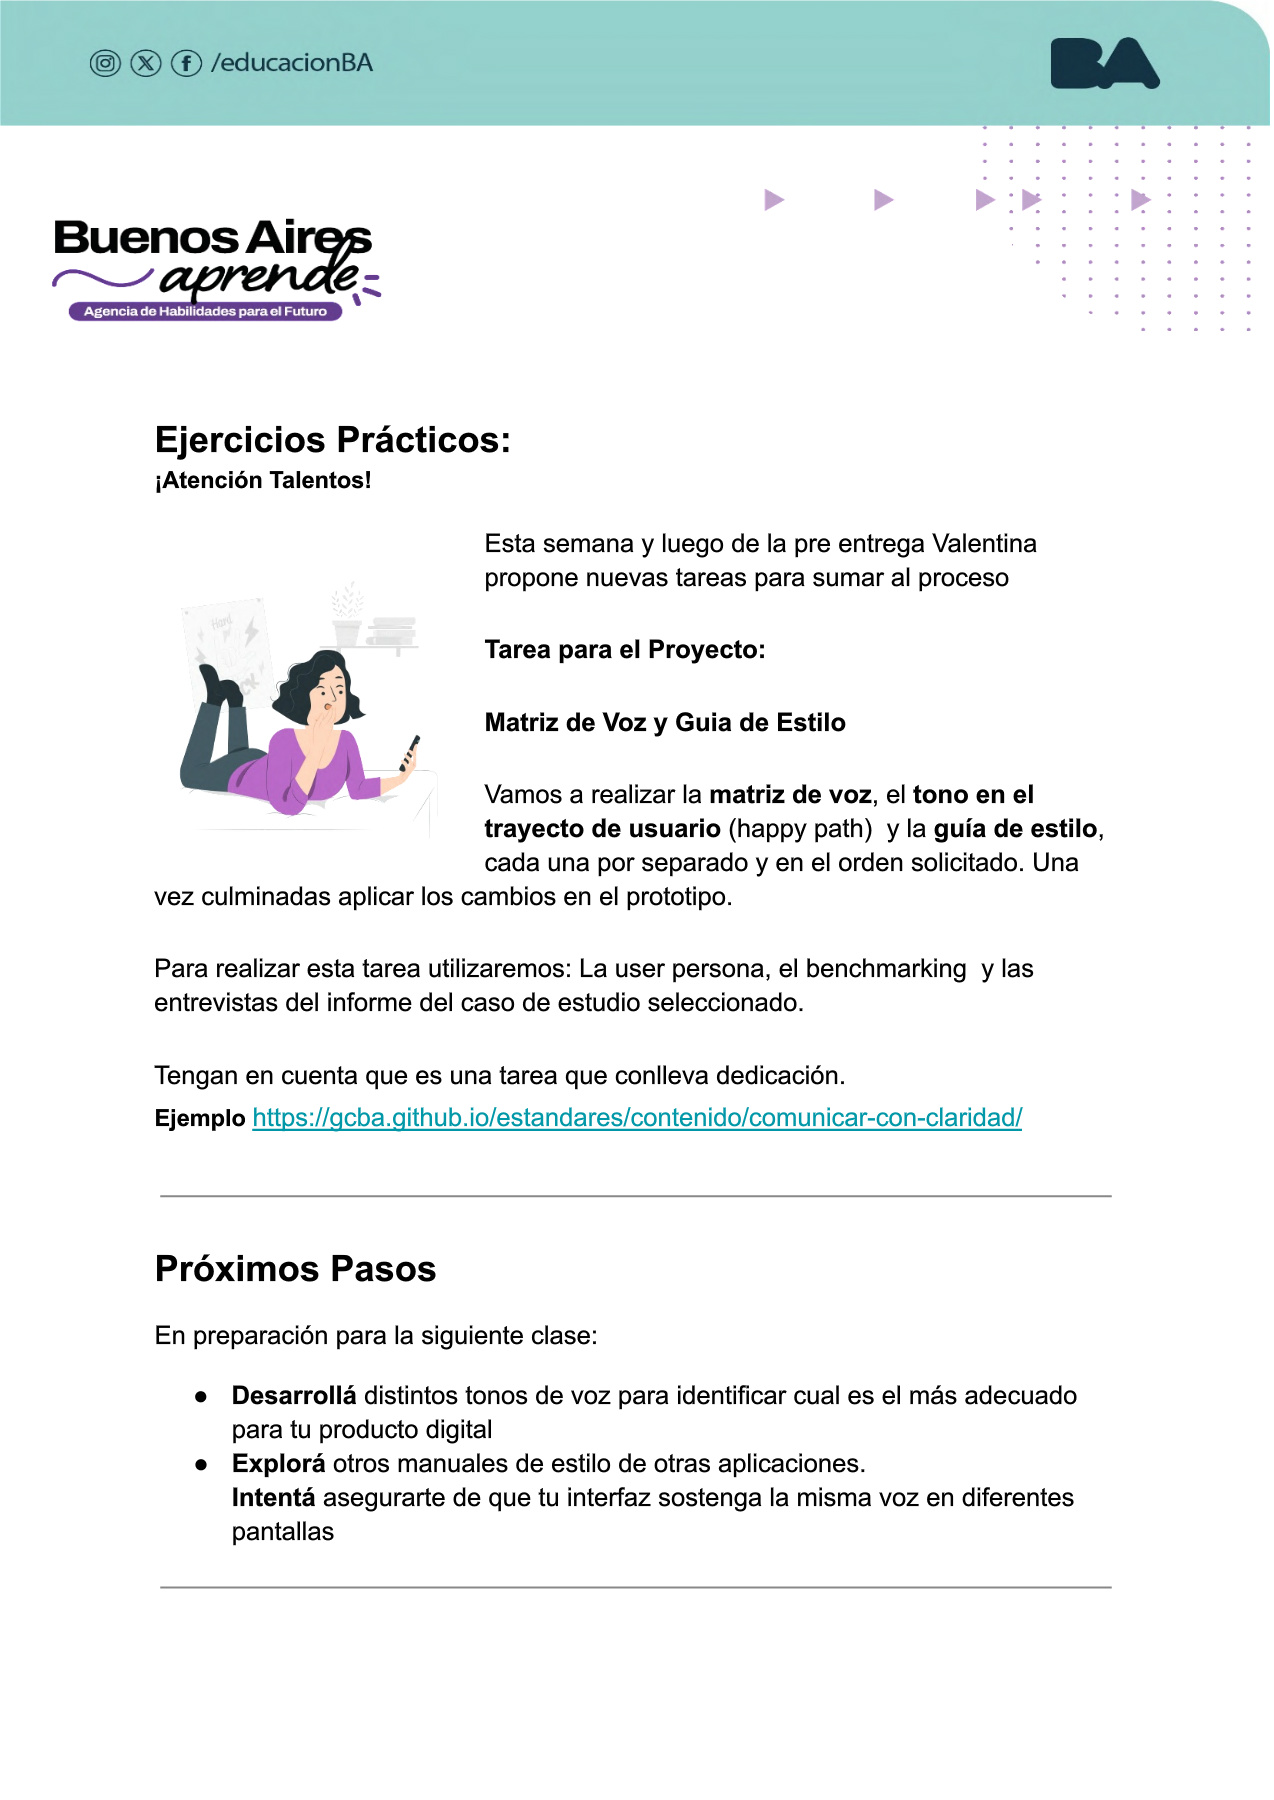 /educacionBA
BA
Buenos Aires
aprende
Agencia de Habilidades para el Futuro
Ejercicios Prácticos:
¡Atención Talentos!
Esta semana y luego de la pre entrega Valentina
propone nuevas tareas para sumar al proceso
Tarea para el Proyecto:
Matriz de Voz y Guia de Estilo
Vamos a realizar la matriz de voz, el tono en el
trayecto de usuario (happy path)  y la guía de estilo,
cada una por separado y en el orden solicitado. Una
vez culminadas aplicar los cambios en el prototipo.
Para realizar esta tarea utilizaremos: La user persona, el benchmarking  y las
entrevistas del informe del caso de estudio seleccionado.
Tengan en cuenta que es una tarea que conlleva dedicación.
Ejemplo https://gcba.github.io/estandares/contenido/comunicar-con-claridad/
Próximos Pasos
En preparación para la siguiente clase:
● Desarrollá distintos tonos de voz para identificar cual es el más adecuado
para tu producto digital
● Explorá otros manuales de estilo de otras aplicaciones.
Intentá asegurarte de que tu interfaz sostenga la misma voz en diferentes
pantallas